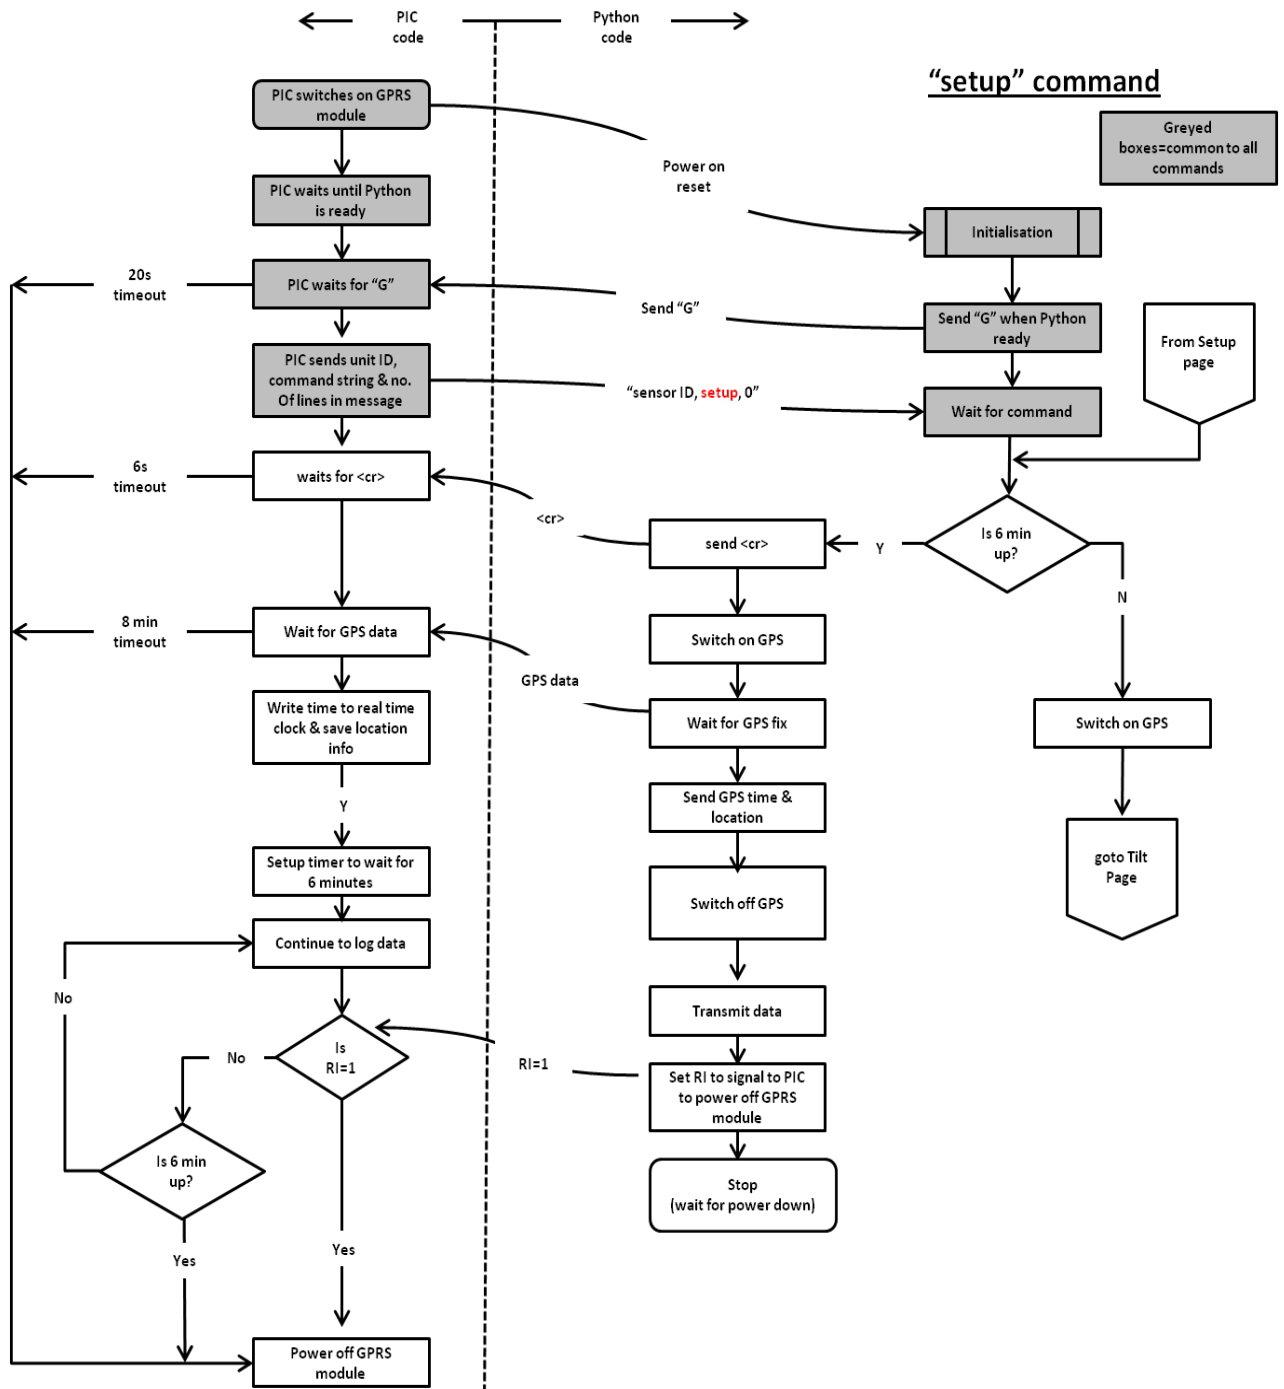 PIC
code
Python
code
"setup" command
PIC switches on GPRS
module
Greyed
boxes=common to all
commands
Power on
reset
PIC waits until Python
is ready
Initialisation
20s
timeout
PIC waits for "G"
Send "G"
Send "G" when Python
ready
From Setup
page
PIC sends unit ID,
command string & no.
Of lines in message
"sensor ID, setup, 0"
Wait for command
6s
timeout
waits for <cr>
<cr>
send <cr>
Y
Is 6 min
up?
N
8 min
timeout
Wait for GPS data
Switch on GPS
GPS data
Write time to real time
clock & save location
info
Wait for GPS fix
Switch on GPS
Y
Send GPS time &
location
Setup timer to wait for
6 minutes
goto Tilt
Page
Switch off GPS
Continue to log data
No
Transmit data
Is
RI=1
No
RI=1
Set RI to signal to PIC
to power off GPRS
module
Is 6 min
up?
Stop
(wait for power down)
Yes
Yes
Power off GPRS
module